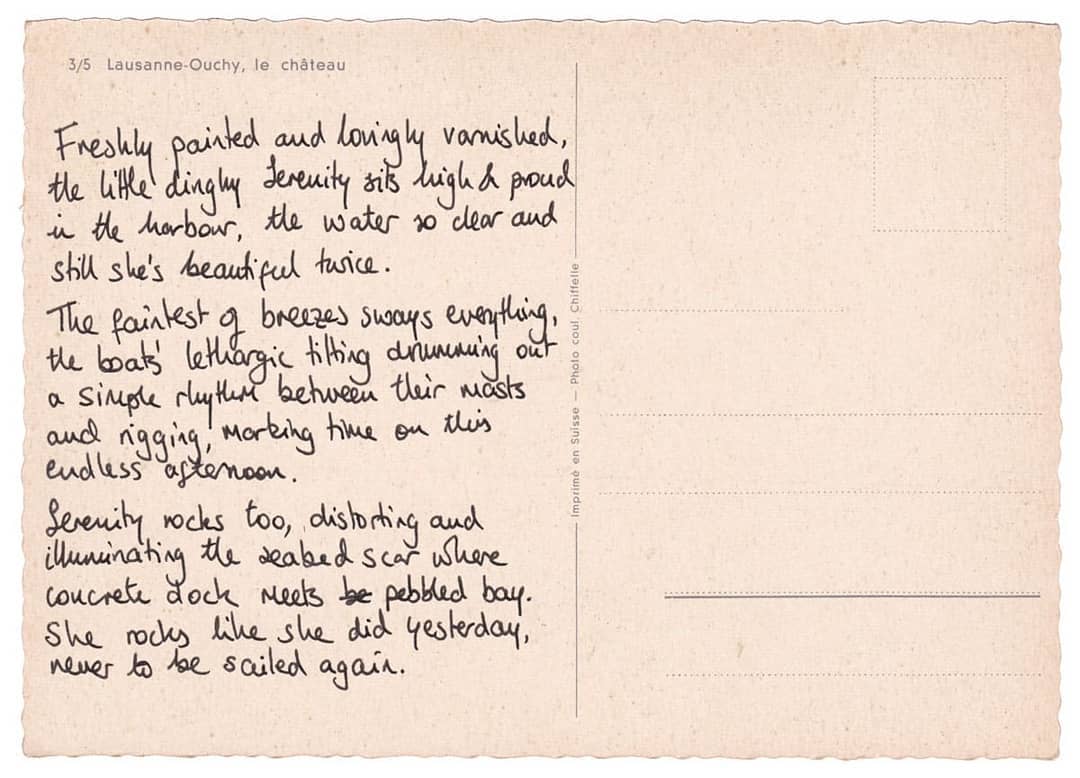 3/5 Lausanne-Ouchy, le château
Freshly painted and lovingly varnished,
the little dinghy Serenity sits high & proud
in the harbour, the water so clear and
still she's beautiful twice.
The faintest of breezes sways everything,
the boats' lethargic tilting drumming out
a simple rhythm between their masts
and rigging, marking time on this
endless afternoon.
Serenity rocks too, distorting and
illuminating the seabed scar where
concrete dock meets be pebbled bay.
She rocks like she did yesterday,
never to be sailed again.
Imprimé en Suisse — Photo coul. Chiffelle